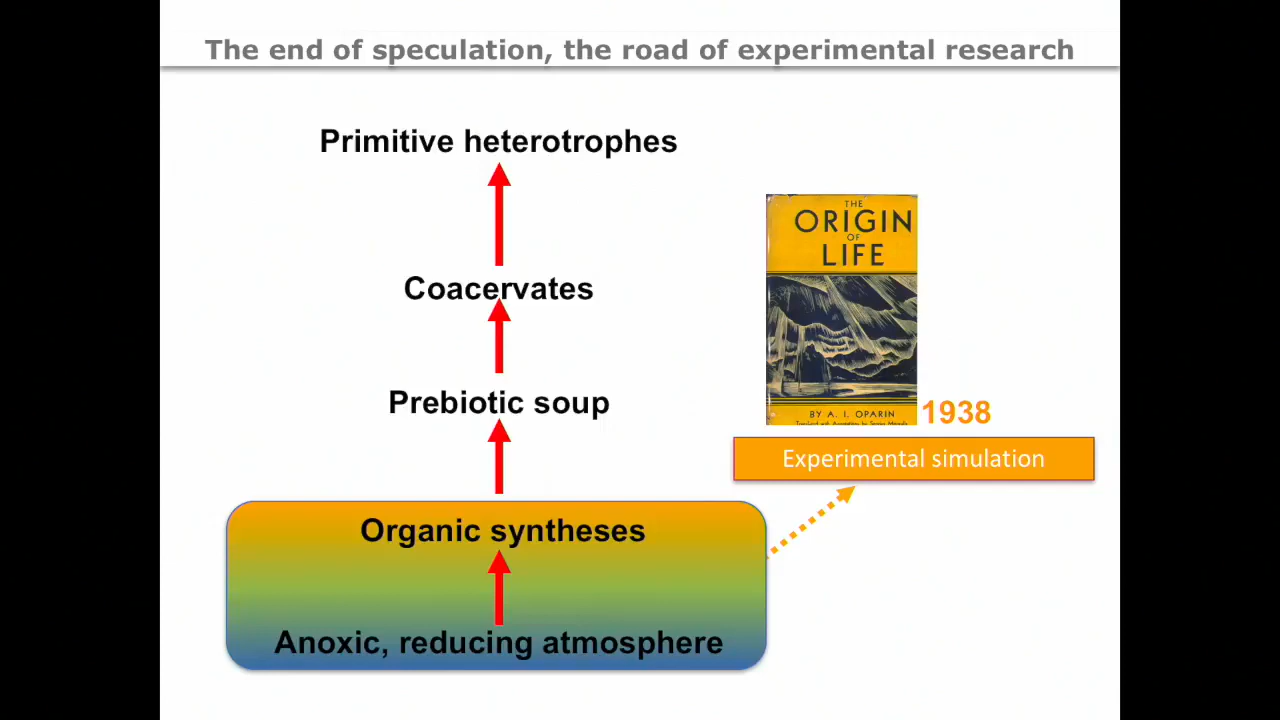 The end of speculation, the road of experimental research
Primitive heterotrophes
Coacervates
Prebiotic soup
Organic syntheses
Anoxic, reducing atmosphere
THE
ORIGIN
OF
LIFE
BY A. I. OPARIN
1938
Experimental simulation